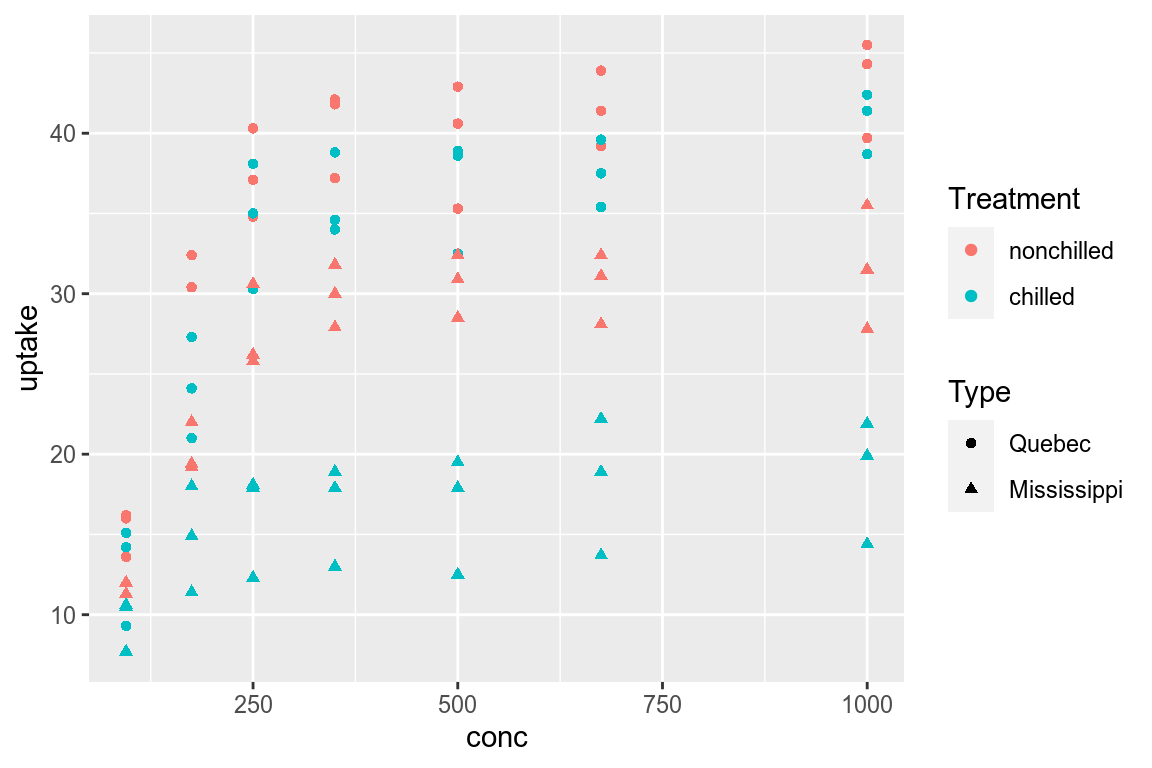 40
30
20
10
uptake
250
500
750
1000
conc
Treatment
nonchilled
chilled
Type
Quebec
Mississippi